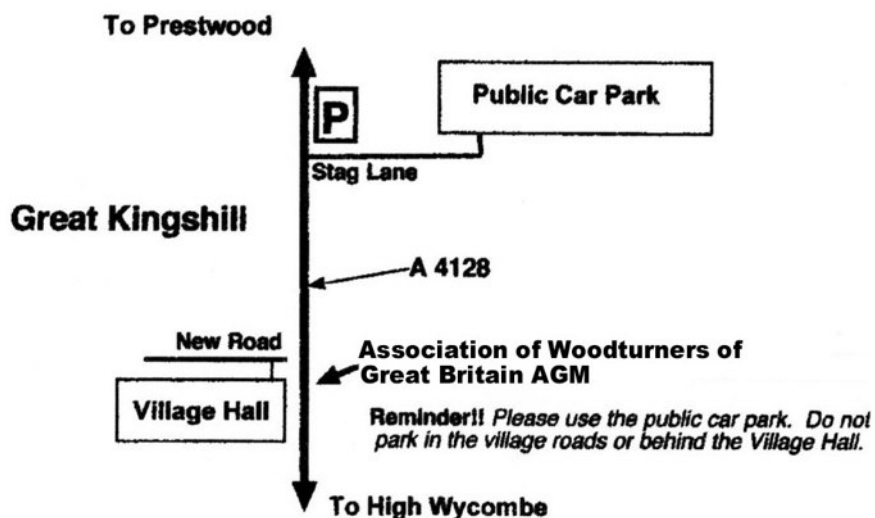 To Prestwood
P
Public Car Park
Stag Lane
Great Kingshill
A 4128
New Road
Association of Woodturners of
Great Britain AGM
Village Hall
Reminder!! Please use the public car park. Do not
park in the village roads or behind the Village Hall.
To High Wycombe